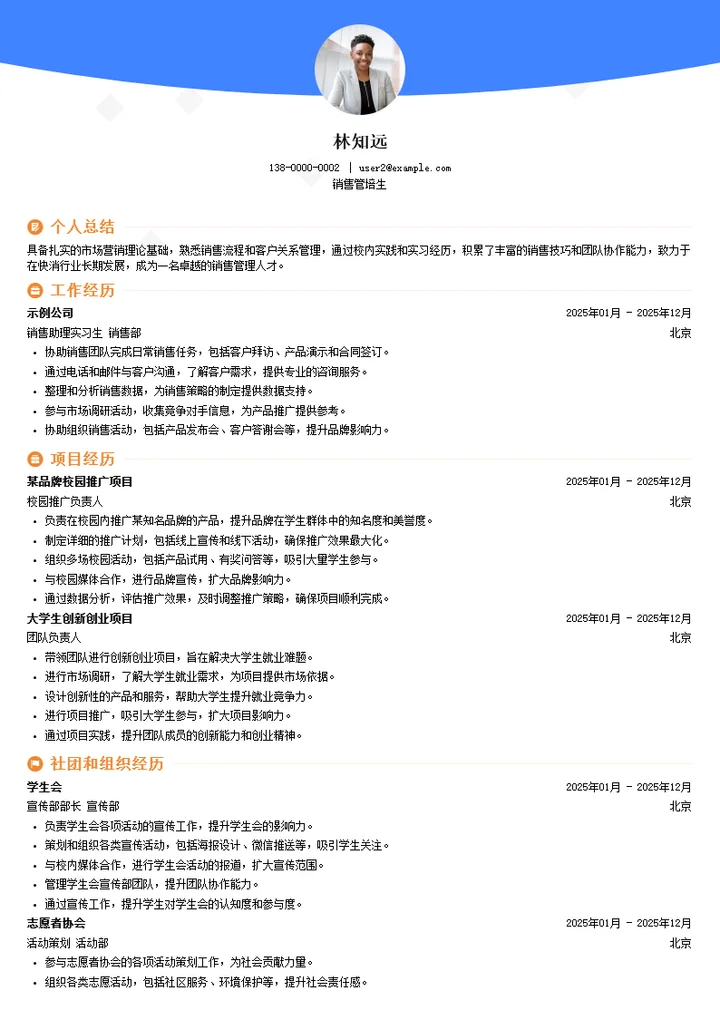 林知远
138-0000-0002 | user2@example.com
销售管培生
个人总结
具备扎实的市场营销理论基础，熟悉销售流程和客户关系管理，通过校内实践和实习经历，积累了丰富的销售技巧和团队协作能力，致力于
在快消行业长期发展，成为一名卓越的销售管理人才。
工作经历
示创公司 2025年01月 - 2025年12月
销售助理实习生 销售部 北京
• 协助销售团队完成日常销售任务，包括客户拜访、产品演示和合同签订。
• 通过电话和邮件与客户沟通，了解客户需求，提供专业的咨询服务。
• 整理和分析销售数据，为销售策略的制定提供数据支持。
• 参与市场调研活动，收集竞争对手信息，为产品推广提供参考。
• 协助组织销售活动，包括产品发布会、客户答谢会等，提升品牌影响力。
项目经历
某品牌校园推广项目 2025年01月 - 2025年12月
校园推广负责人 北京
• 负责在校园内推广某知名品牌的产品，提升品牌在学生群体中的知名度和美誉度。
• 制定详细的推广计划，包括线上宣传和线下活动，确保推广效果最大化。
• 组织多场校园活动，包括产品试用、有奖问答等，吸引大量学生参与。
• 与校园媒体合作，进行品牌宣传，扩大品牌影响力。
• 通过数据分析，评估推广效果，及时调整推广策略，确保项目顺利完成。
大学生创新创业项目 2025年01月 - 2025年12月
团队负责人 北京
• 带领团队进行创新创业项目，旨在解决大学生就业难题。
• 进行市场调研，了解大学生就业需求，为项目提供市场依据。
• 设计创新性的产品和服务，帮助大学生提升就业竞争力。
• 进行项目推广，吸引大学生参与，扩大项目影响力。
• 通过项目实践，提升团队成员的创新能力和创业精神。
社团和组织经历
学生会 2025年01月 - 2025年12月
宣传部部长 宣传部 北京
• 负责学生会各项活动的宣传工作，提升学生会的影响力。
• 策划和组织各类宣传活动，包括海报设计、微信推送等，吸引学生关注。
• 与校内媒体合作，进行学生会活动的报道，扩大宣传范围。
• 管理学生会宣传部团队，提升团队协作能力。
• 通过宣传工作，提升学生对学生会的认知度和参与度。
志愿者协会 2025年01月 - 2025年12月
活动策划 活动部 北京
• 参与志愿者协会的各项活动策划工作，为社会贡献力量。
• 组织各类志愿活动，包括社区服务、环境保护等，提升社会责任感。